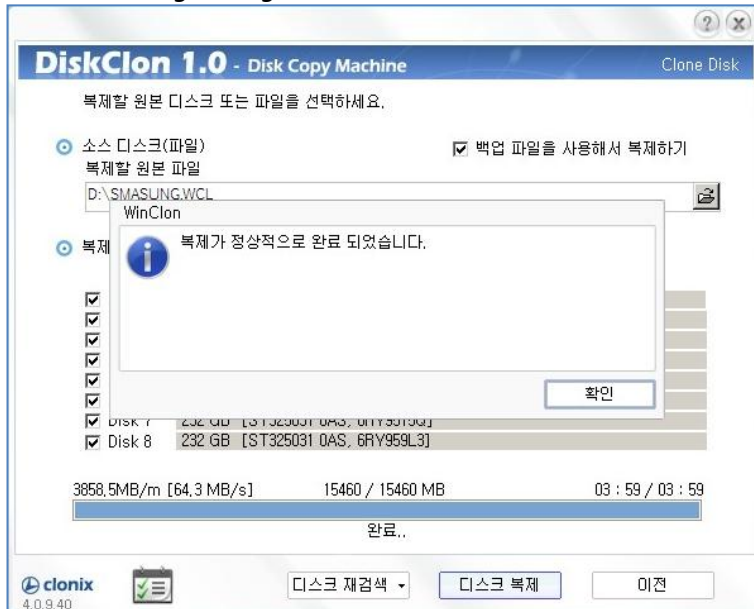 DiskClon 1.0 - Disk Copy Machine
Clone Disk
복제할 원본 디스크 또는 파일을 선택하세요.
소스 디스크(파일)
백업 파일을 사용해서 복제하기
복제할 원본 파일
D:\SMASUNG.WCL
WinClon
복제
복제가 정상적으로 완료 되었습니다.
확인
Disk 7 232 GB
Disk 8 232 GB [ST325031 0AS, 6RY959L3]
3858.5MB/m [64.3 MB/s] 15460 / 15460 MB 03 : 59 / 03 : 59
완료..
clonix
4.0.9.40
디스크 재검색
디스크 복제
이전